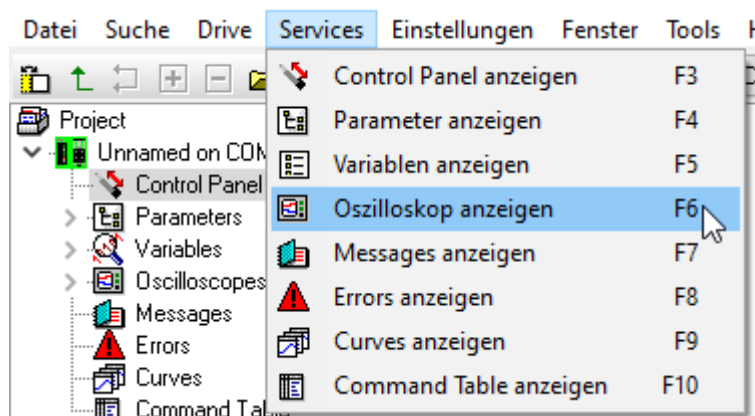 Datei Suche Drive Services Einstellungen Fenster Tools
Control Panel anzeigen F3
Parameter anzeigen F4
Variablen anzeigen F5
Oszilloskop anzeigen F6
Messages anzeigen F7
Errors anzeigen F8
Curves anzeigen F9
Command Table anzeigen F10
Project
Unnamed on COM
Control Panel
Parameters
Variables
Oscilloscopes
Messages
Errors
Curves
Command Tab